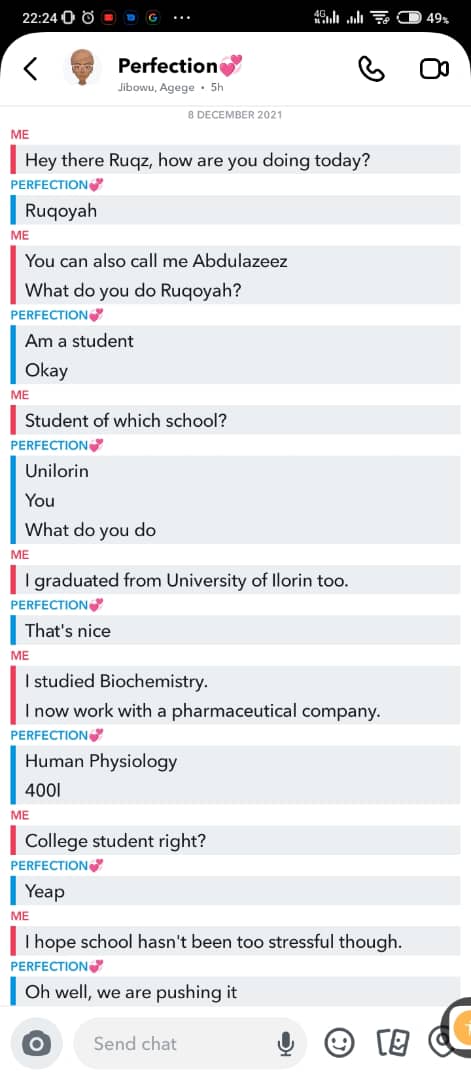 22:24
4G
49%
Perfection💞
Jibowu, Agege • 5h
8 DECEMBER 2021
ME
Hey there Ruqz, how are you doing today?
PERFECTION💞
Ruqoyah
ME
You can also call me Abdulazeez
What do you do Ruqoyah?
PERFECTION💞
Am a student
Okay
ME
Student of which school?
PERFECTION💞
Unilorin
You
What do you do
ME
I graduated from University of Ilorin too.
PERFECTION💞
That's nice
ME
I studied Biochemistry.
I now work with a pharmaceutical company.
PERFECTION💞
Human Physiology
400l
ME
College student right?
PERFECTION💞
Yeap
ME
I hope school hasn't been too stressful though.
PERFECTION💞
Oh well, we are pushing it
Send chat